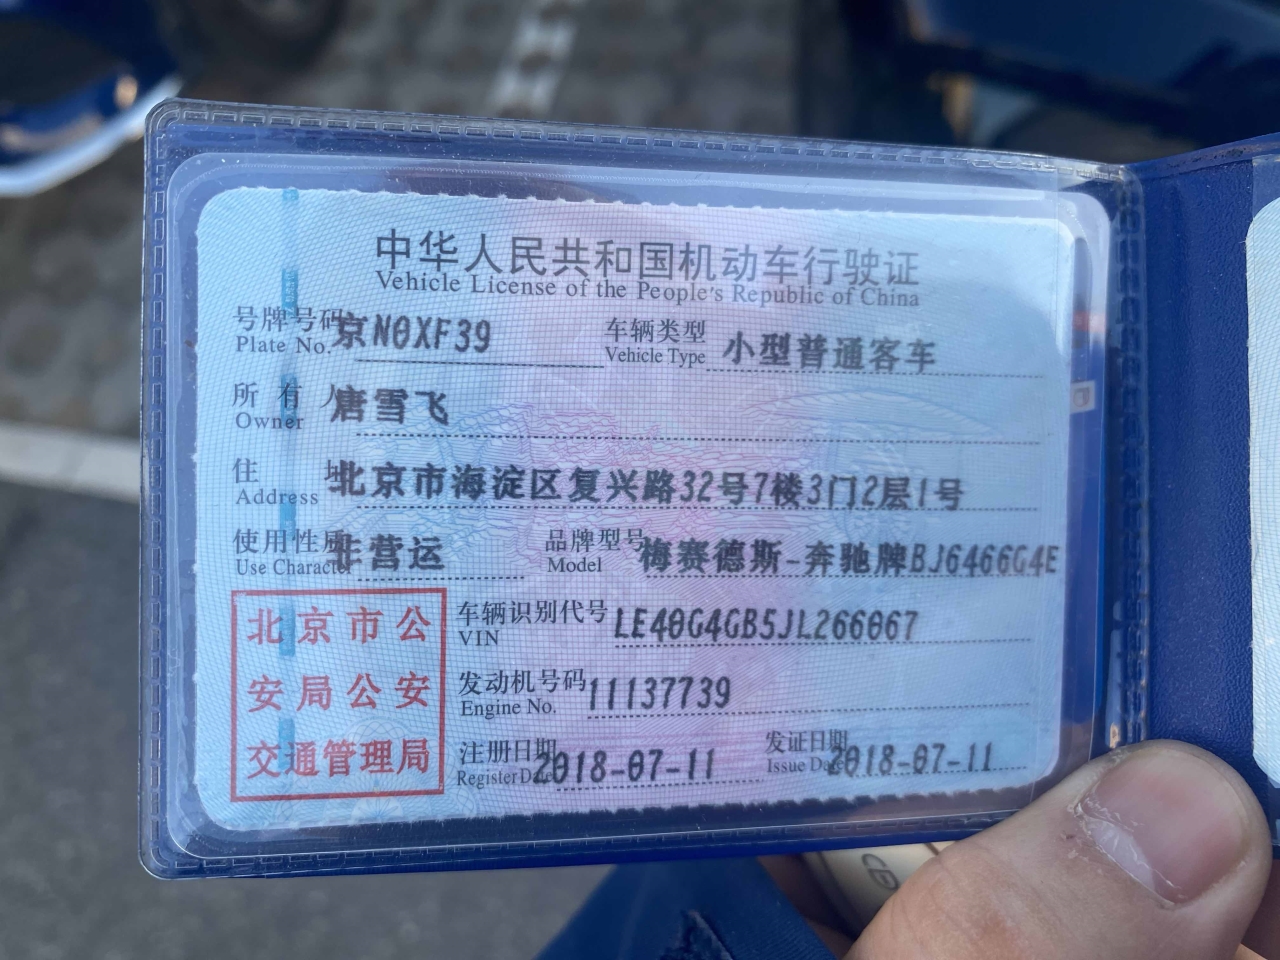 中华人民共和国机动车行驶证
Vehicle License of the People's Republic of China
号牌号码 京N0XF39 车辆类型 小型普通客车
Plate No. Vehicle Type
所有人 唐雪飞
Owner
住址 北京市海淀区复兴路32号7楼3门2层1号
Address
使用性质 非营运 品牌型号 梅赛德斯-奔驰牌BJ6466G4E
Use Character Model
北京市公
安局公安
交通管理局
车辆识别代号 LE40G4GB5JL266067
VIN
发动机号码 11137739
Engine No.
注册日期 2018-07-11 发证日期 2018-07-11
Register Date Issue Date